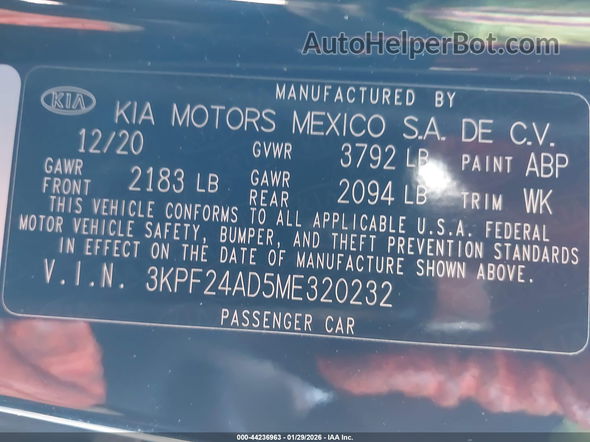 AutoHelperBot.com
MANUFACTURED BY
KIA KIA MOTORS MEXICO S.A. DE C.V.
12/20 GVWR 3792 LB PAINT ABP
GAWR FRONT 2183 LB GAWR REAR 2094 LB TRIM WK
THIS VEHICLE CONFORMS TO ALL APPLICABLE U.S.A. FEDERAL
MOTOR VEHICLE SAFETY, BUMPER, AND THEFT PREVENTION STANDARDS
IN EFFECT ON THE DATE OF MANUFACTURE SHOWN ABOVE.
V.I.N. 3KPF24AD5ME320232
PASSENGER CAR
000-44236963 - 01/29/2026 - IAA Inc.